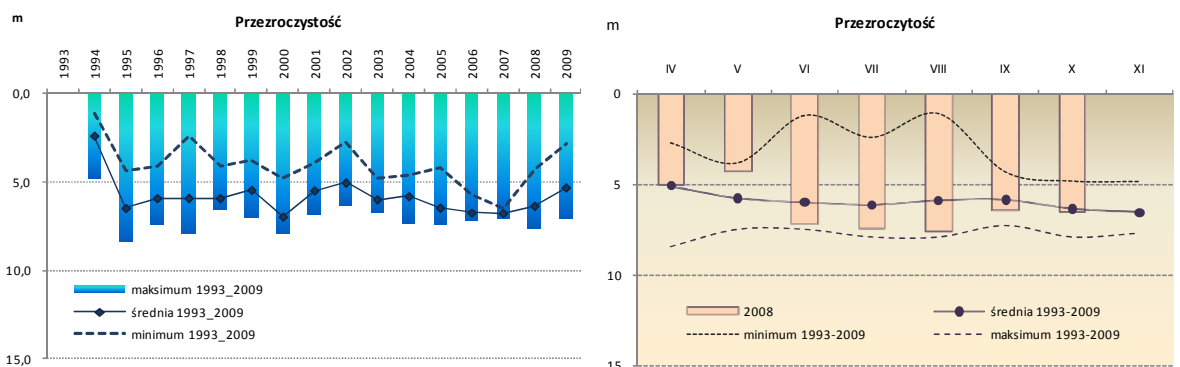 m
Przezroczystość
1993 1994 1995 1996 1997 1998 1999 2000 2001 2002 2003 2004 2005 2006 2007 2008 2009
0,0
5,0
10,0
15,0
maksimum 1993_2009
średnia 1993_2009
minimum 1993_2009
m
Przezroczytość
IV V VI VII VIII IX X XI
0
5
10
15
2008
średnia 1993-2009
minimum 1993-2009
maksimum 1993-2009